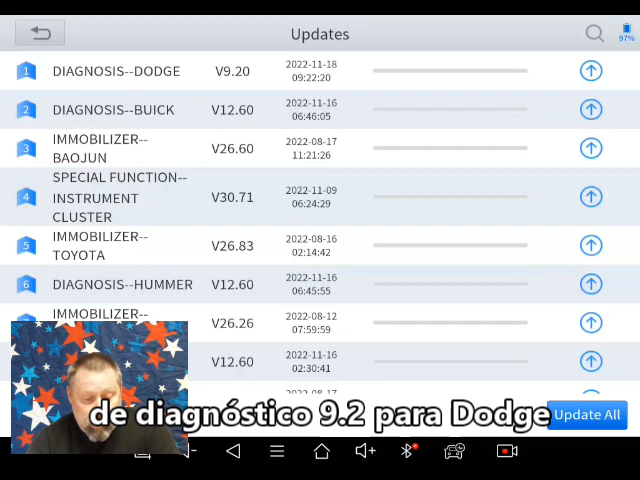 Updates
97%
1 DIAGNOSIS--DODGE V9.20 2022-11-18 09:22:20
2 DIAGNOSIS--BUICK V12.60 2022-11-16 06:46:05
3 IMMOBILIZER--BAOJUN V26.60 2022-08-17 11:21:26
4 SPECIAL FUNCTION--INSTRUMENT CLUSTER V30.71 2022-11-09 06:24:29
5 IMMOBILIZER--TOYOTA V26.83 2022-08-16 02:14:42
6 DIAGNOSIS--HUMMER V12.60 2022-11-16 06:45:55
IMMOBILIZER-- V26.26 2022-08-12 07:59:59
V12.60 2022-11-16 02:30:41
de diagnóstico 9.2 para Dodge
Update All